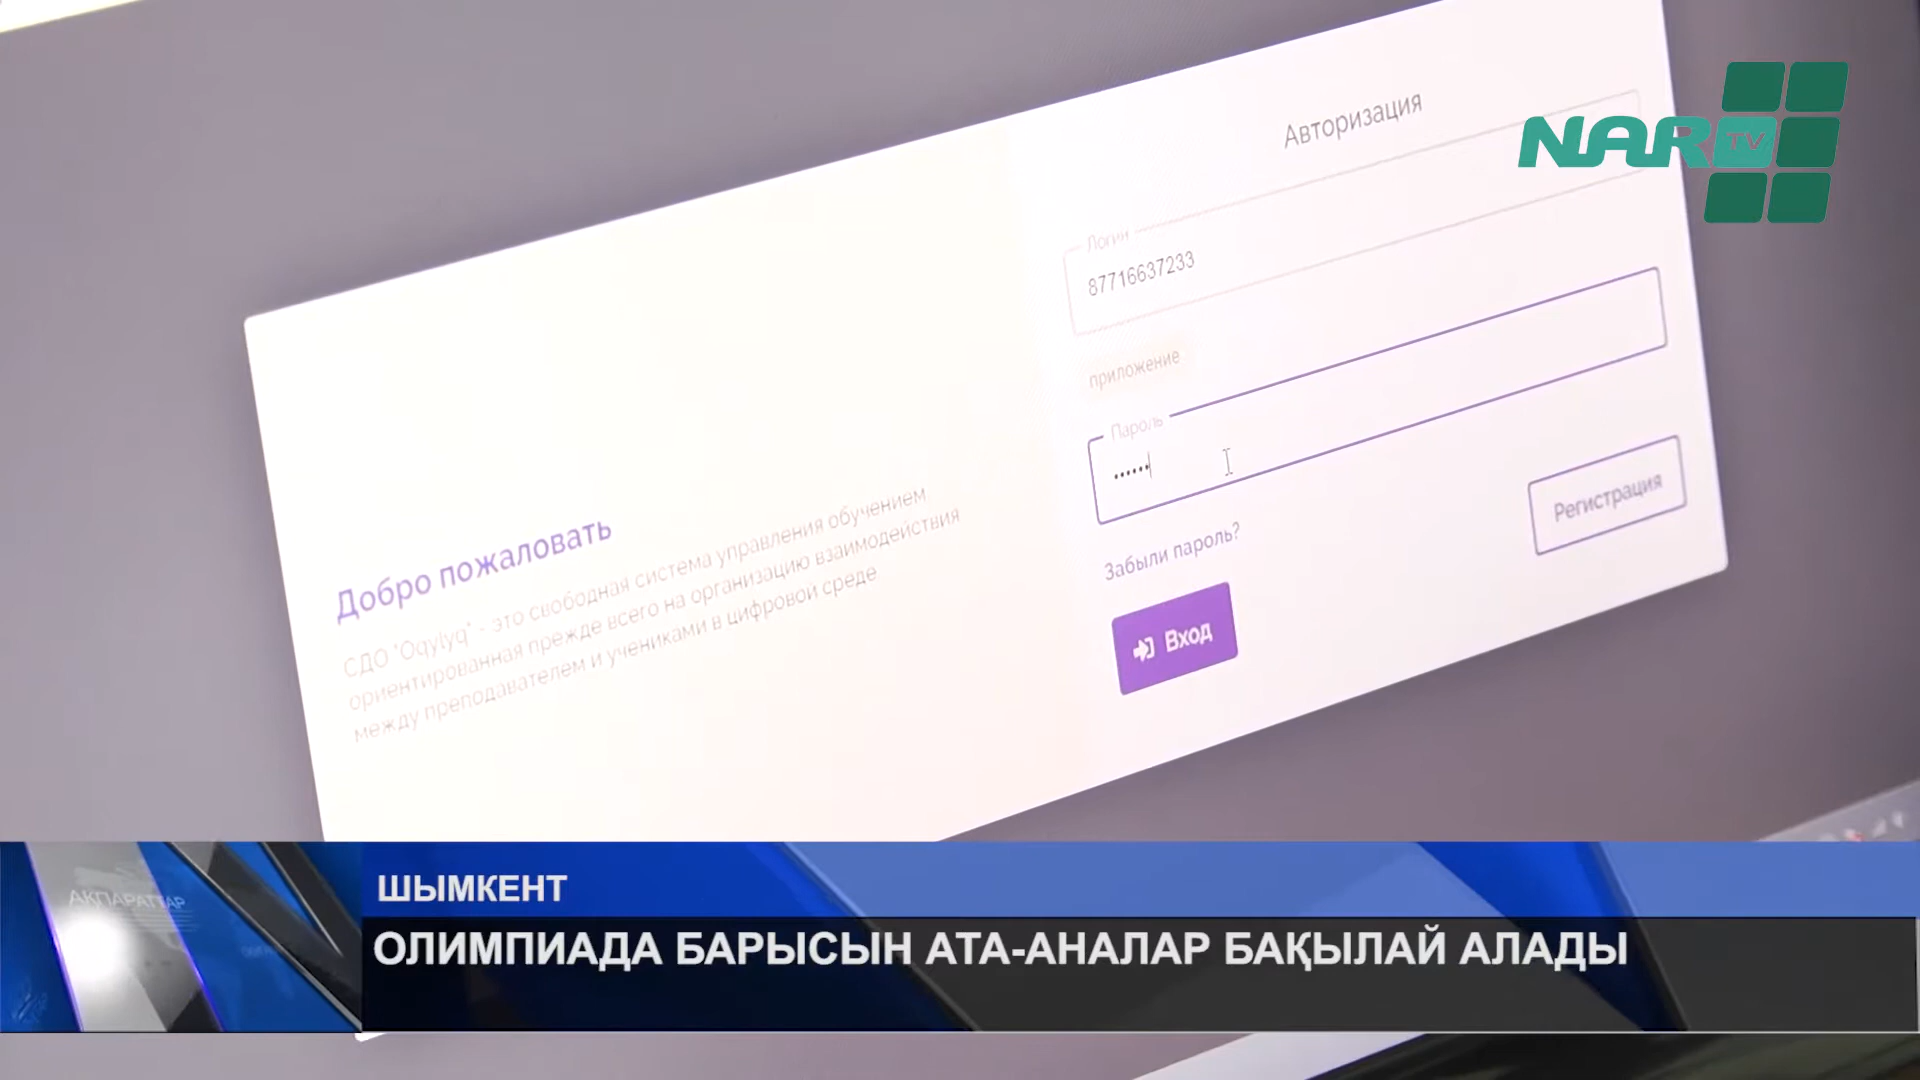 NAR TV
Авторизация
Логин
87716637233
приложение
Пароль
Забыли пароль?
Регистрация
Вход
Добро пожаловать
СДО "Oqylyq" - это свободная система управления обучением
ориентированная прежде всего на организацию взаимодействия
между преподавателем и учениками в цифровой среде
АҚПАРАТТАР
ШЫМКЕНТ
ОЛИМПИАДА БАРЫСЫН АТА-АНАЛАР БАҚЫЛАЙ АЛАДЫ